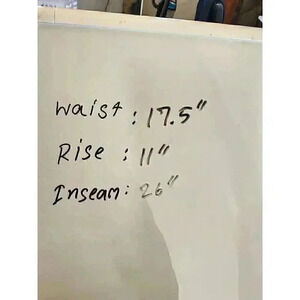 Waist : 17.5"
Rise : 11"
Inseam : 26"